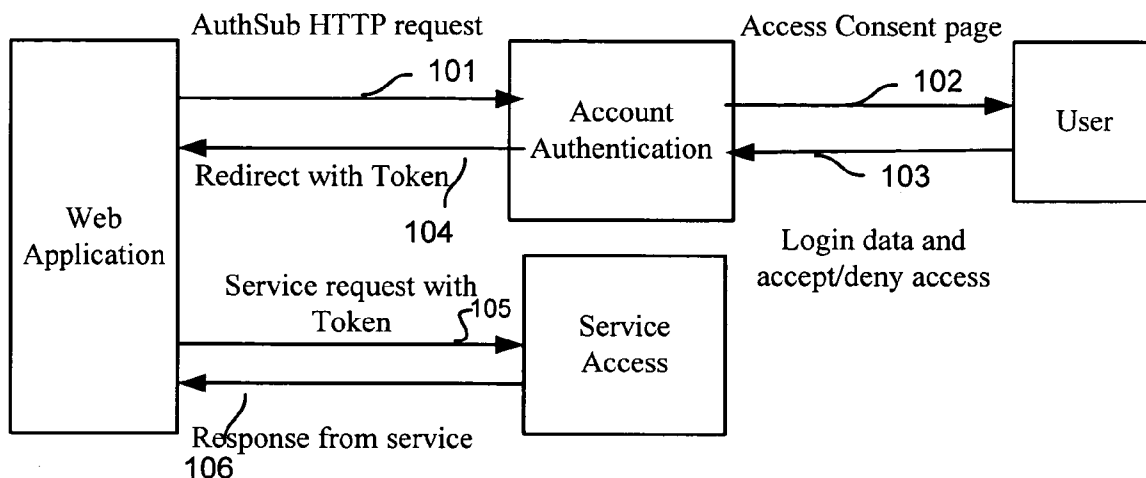 AuthSub HTTP request
101
Access Consent page
102
Account
Authentication
User
Redirect with Token
104
103
Web
Application
Login data and
accept/deny access
Service request with
Token
105
Service
Access
Response from service
106